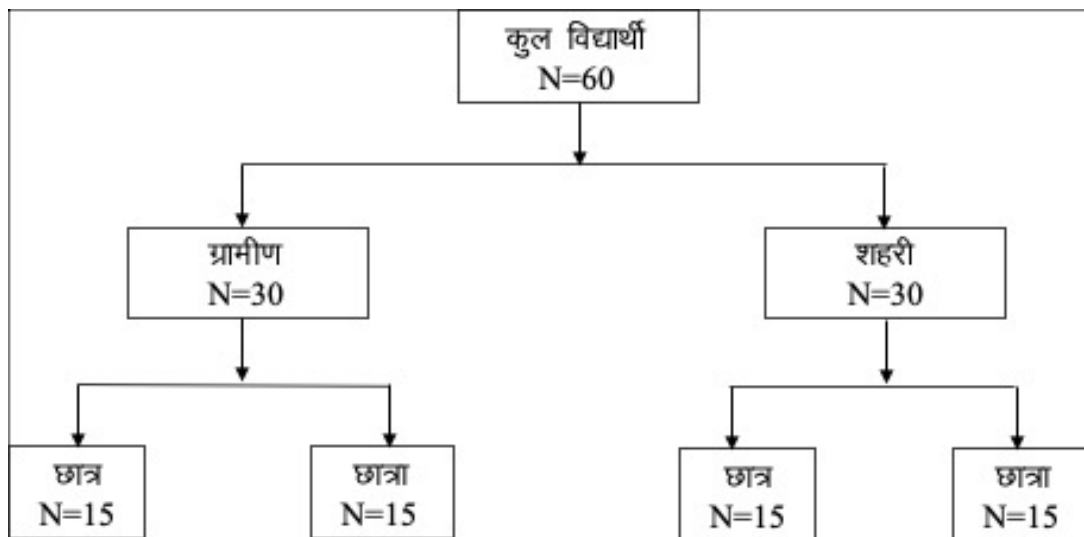 कुल विद्यार्थी
N=60
ग्रामीण
N=30
शहरी
N=30
छात्र
N=15
छात्रा
N=15
छात्र
N=15
छात्रा
N=15